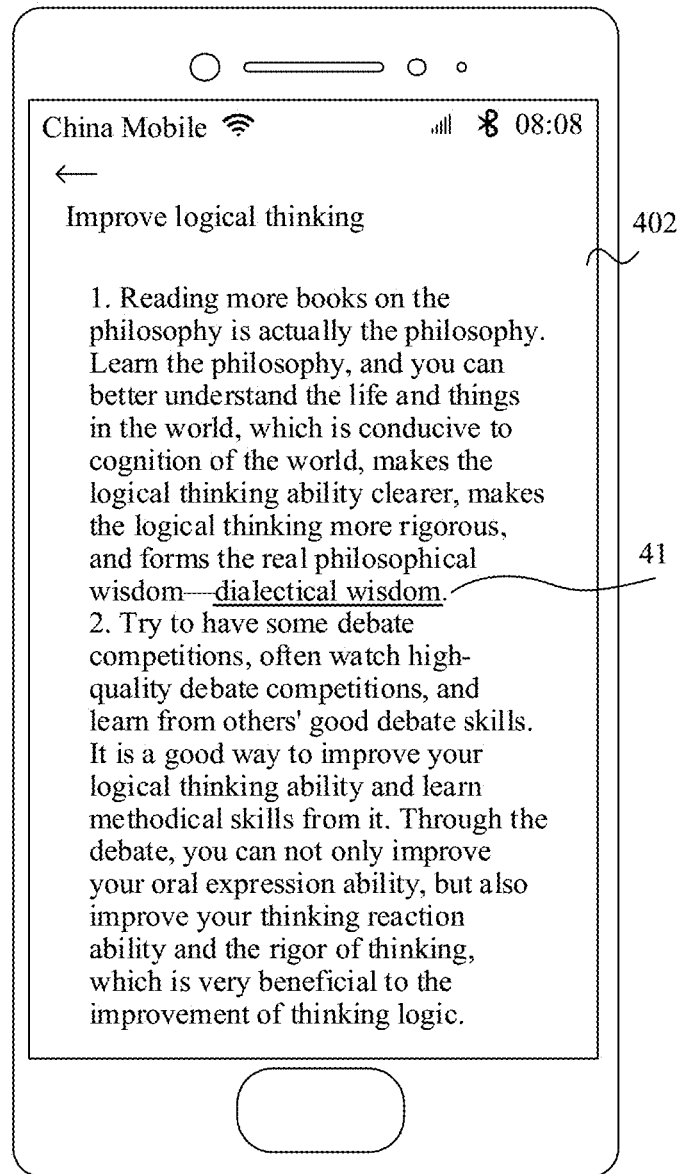 China Mobile 08:08
Improve logical thinking
402
1. Reading more books on the
philosophy is actually the philosophy.
Learn the philosophy, and you can
better understand the life and things
in the world, which is conducive to
cognition of the world, makes the
logical thinking ability clearer, makes
the logical thinking more rigorous,
and forms the real philosophical
41
wisdom—dialectical wisdom.
2. Try to have some debate
competitions, often watch high-
quality debate competitions, and
learn from others' good debate skills.
It is a good way to improve your
logical thinking ability and learn
methodical skills from it. Through the
debate, you can not only improve
your oral expression ability, but also
improve your thinking reaction
ability and the rigor of thinking,
which is very beneficial to the
improvement of thinking logic.